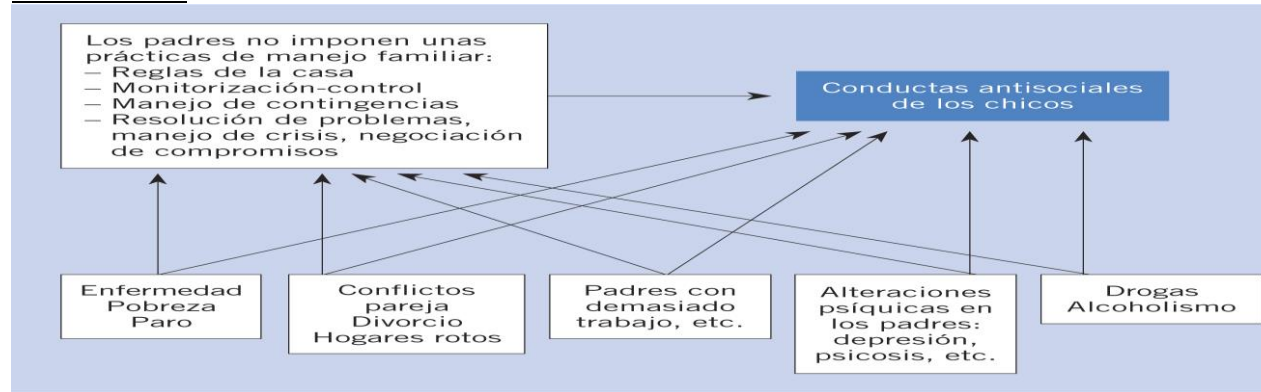 Los padres no imponen unas
prácticas de manejo familiar:
– Reglas de la casa
– Monitorización-control
– Manejo de contingencias
– Resolución de problemas,
manejo de crisis, negociación
de compromisos
Conductas antisociales
de los chicos
Enfermedad
Pobreza
Paro
Conflictos
pareja
Divorcio
Hogares rotos
Padres con
demasiado
trabajo, etc.
Alteraciones
psíquicas en
los padres:
depresión,
psicosis, etc.
Drogas
Alcoholismo